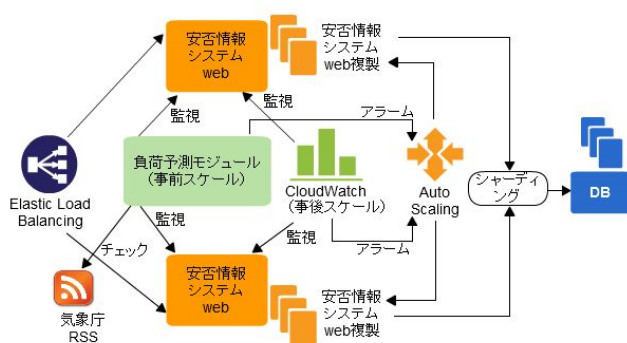 安否情報
システム
web
安否情報
システム
web複製
監視
監視
アラーム
負荷予測モジュール
（事前スケール）
CloudWatch
（事後スケール）
Elastic Load
Balancing
Auto
Scaling
シャーディ
ング
DB
監視
監視
チェック
アラーム
気象庁
RSS
安否情報
システム
web
安否情報
システム
web複製